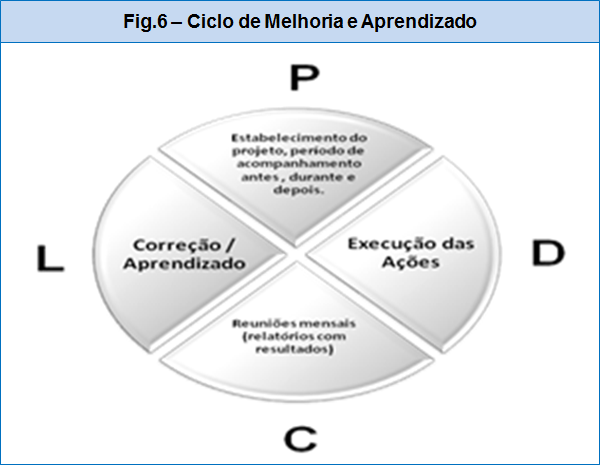 Fig.6 – Ciclo de Melhoria e Aprendizado
P
Estabelecimento do
projeto, período de
acompanhamento
antes , durante e
depois.
L
Correção /
Aprendizado
Execução das
Ações
D
Reuniões mensais
(relatórios com
resultados)
C